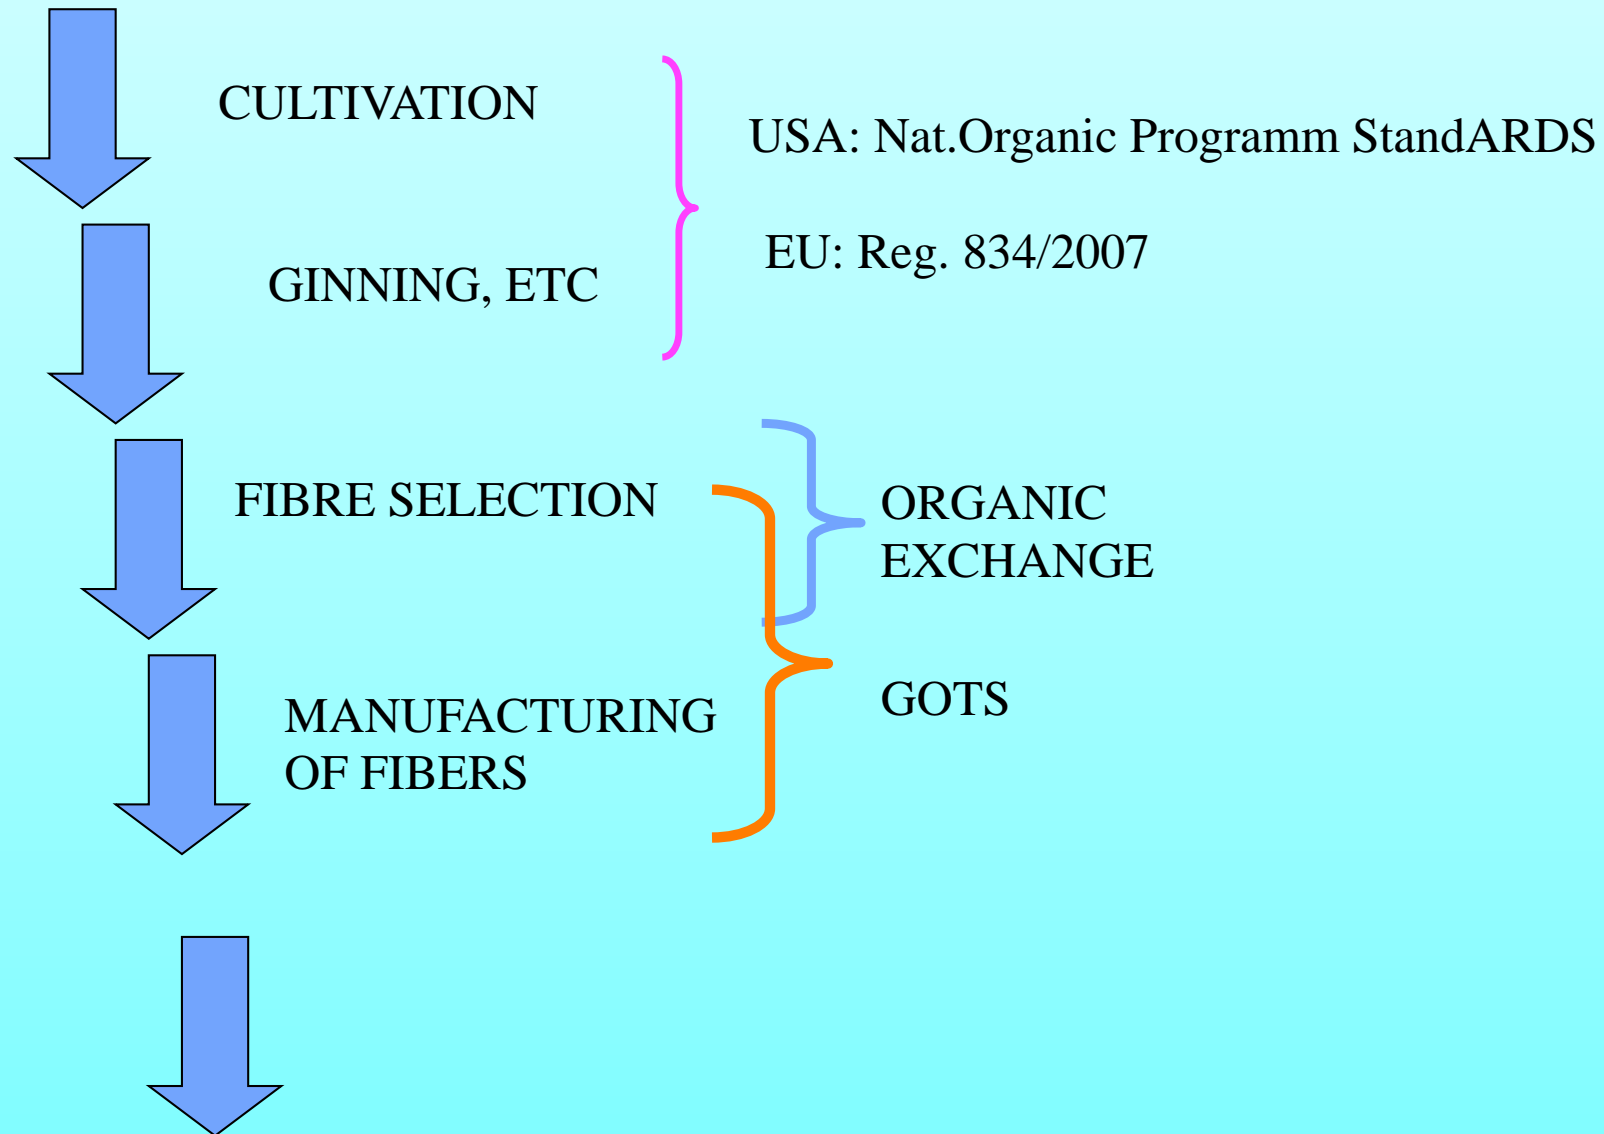 CULTIVATION
USA: Nat.Organic Programm StandARDS
EU: Reg. 834/2007
GINNING, ETC
FIBRE SELECTION
ORGANIC
EXCHANGE
MANUFACTURING
OF FIBERS
GOTS